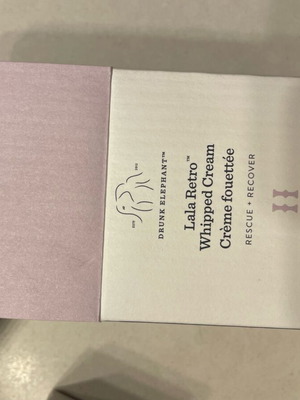 DRUNK ELEPHANT™
Lala Retro™
Whipped Cream
Crème fouettée
RESCUE + RECOVER